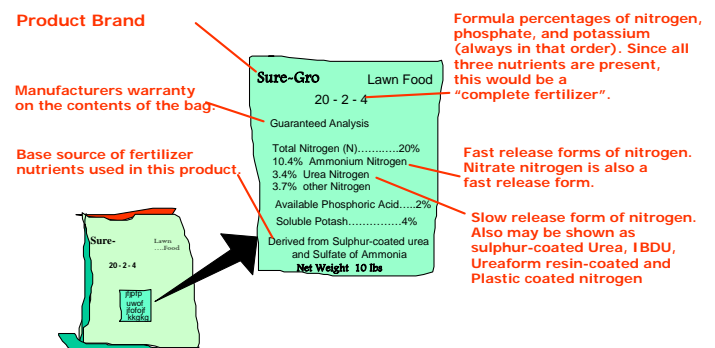 Product Brand
Formula percentages of nitrogen,
phosphate, and potassium
(always in that order). Since all
three nutrients are present,
this would be a
“complete fertilizer”.
Sure-Gro
Lawn Food
20 - 2 - 4
Manufacturers warranty
on the contents of the bag.
Guaranteed Analysis
Base source of fertilizer
nutrients used in this product.
Total Nitrogen (N)…….….20%
10.4% Ammonium Nitrogen
3.4% Urea Nitrogen
3.7% other Nitrogen
Available Phosphoric Acid…..2%
Soluble Potash…………….4%
Derived from Sulphur-coated urea
and Sulfate of Ammonia
Net Weight 10 lbs
Fast release forms of nitrogen.
Nitrate nitrogen is also a
fast release form.
Slow release form of nitrogen.
Also may be shown as
sulphur-coated Urea, IBDU,
Ureaform resin-coated and
Plastic coated nitrogen
Sure-
Lawn
….Food
20 - 2 - 4
jfjpfp
uwof
jfofojf
kkgkg